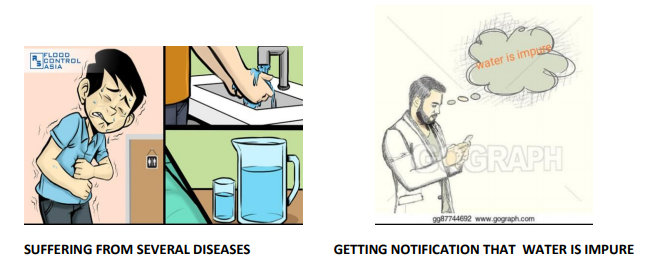 RS FLOOD
CONTROL
ASIA
water is impure
GOGRAPH
gg87744692 www.gograph.com
SUFFERING FROM SEVERAL DISEASES
GETTING NOTIFICATION THAT WATER IS IMPURE